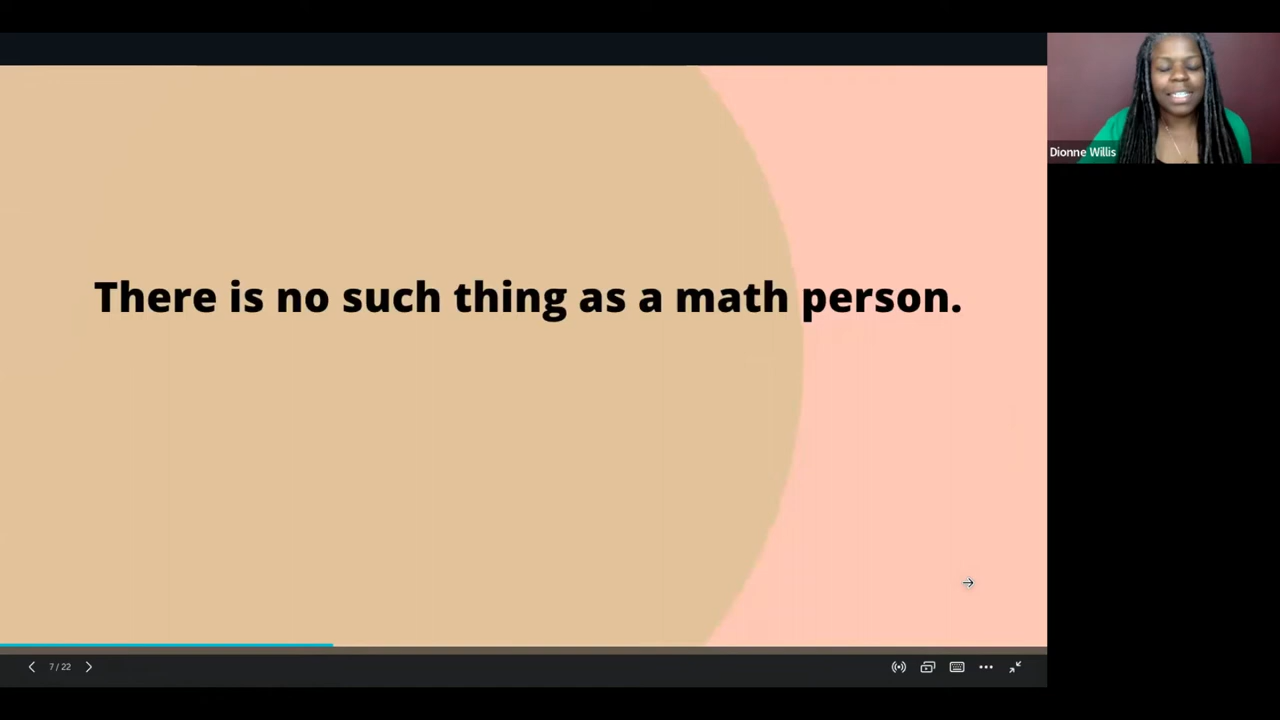 There is no such thing as a math person.
Dionne Willis
7 / 22